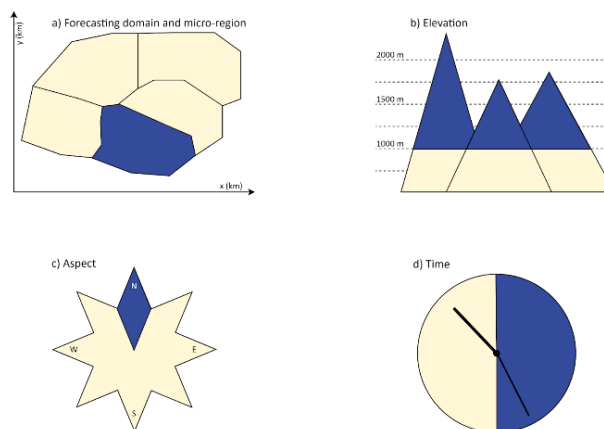 a) Forecasting domain and micro-region
y (km)
x (km)
b) Elevation
2000 m
1500 m
1000 m
c) Aspect
N
W
E
S
d) Time